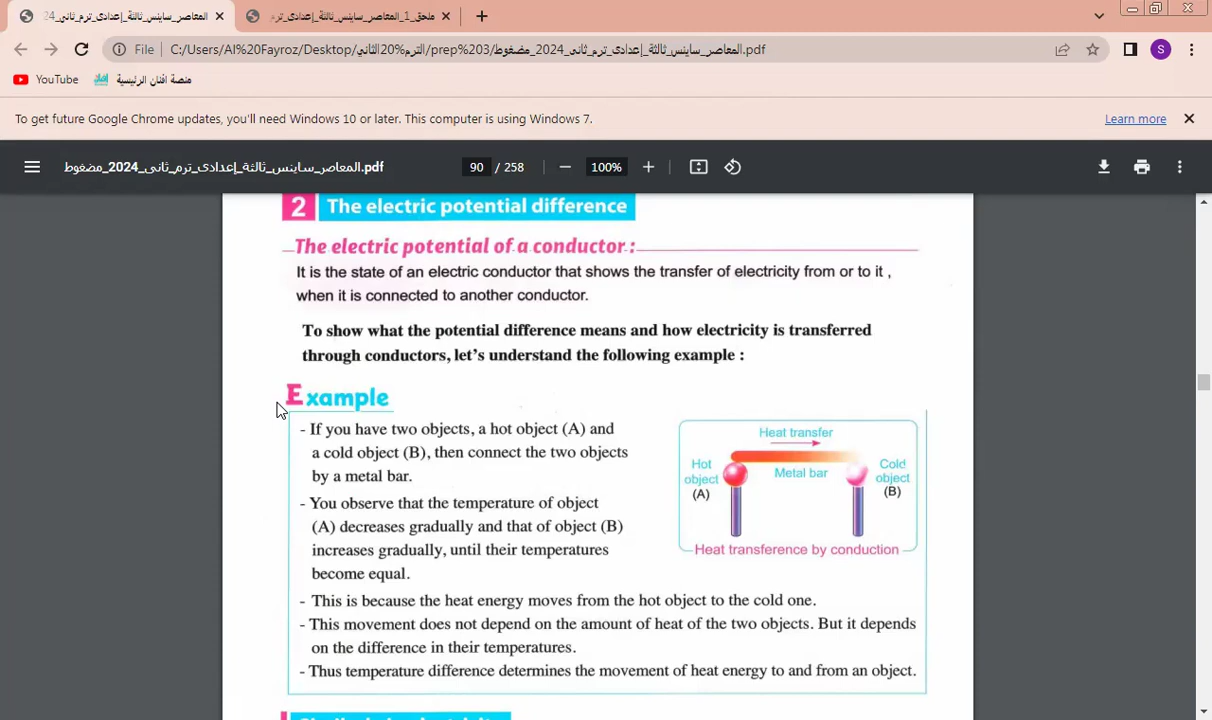 المعاصر_ساينس_ثالثة_إعدادى_ترم_ثانى_24
ملحق_1_المعاصر_ساينس_ثالثة_إعدادى_ترم
File
C:/Users/Al%20Fayroz/Desktop/الترم%20الثاني/prep%203/المعاصر_ساينس_ثالثة_إعدادى_ترم_ثانى_2024_مضغوط.pdf
S
YouTube
منصة أفنان الرئيسية
To get future Google Chrome updates, you'll need Windows 10 or later. This computer is using Windows 7.
Learn more
المعاصر_ساينس_ثالثة_إعدادى_ترم_ثانى_2024_مضغوط.pdf
90 / 258
100%
2 The electric potential difference
The electric potential of a conductor :
It is the state of an electric conductor that shows the transfer of electricity from or to it ,
when it is connected to another conductor.
To show what the potential difference means and how electricity is transferred
through conductors, let's understand the following example :
Example
- If you have two objects, a hot object (A) and
a cold object (B), then connect the two objects
by a metal bar.
- You observe that the temperature of object
(A) decreases gradually and that of object (B)
increases gradually, until their temperatures
become equal.
Heat transfer
Hot
object
(A)
Metal bar
Cold
object
(B)
Heat transference by conduction
- This is because the heat energy moves from the hot object to the cold one.
- This movement does not depend on the amount of heat of the two objects. But it depends
on the difference in their temperatures.
- Thus temperature difference determines the movement of heat energy to and from an object.